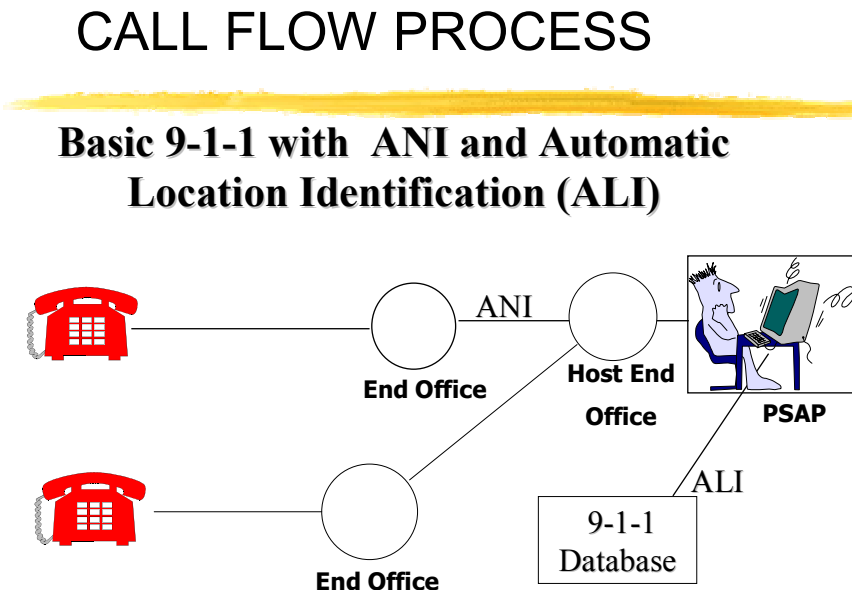 CALL FLOW PROCESS
Basic 9-1-1 with ANI and Automatic
Location Identification (ALI)
ANI
End Office
Host End
Office
PSAP
ALI
9-1-1
Database
End Office